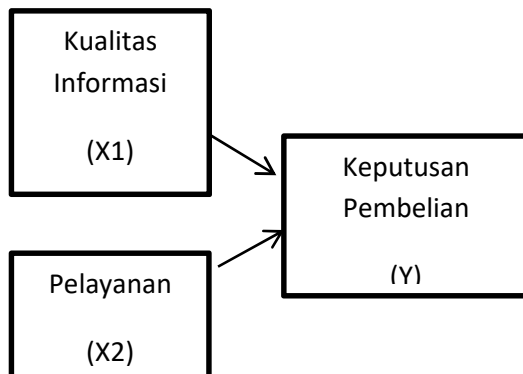 Kualitas
Informasi
(X1)
Keputusan
Pembelian
(Y)
Pelayanan
(X2)